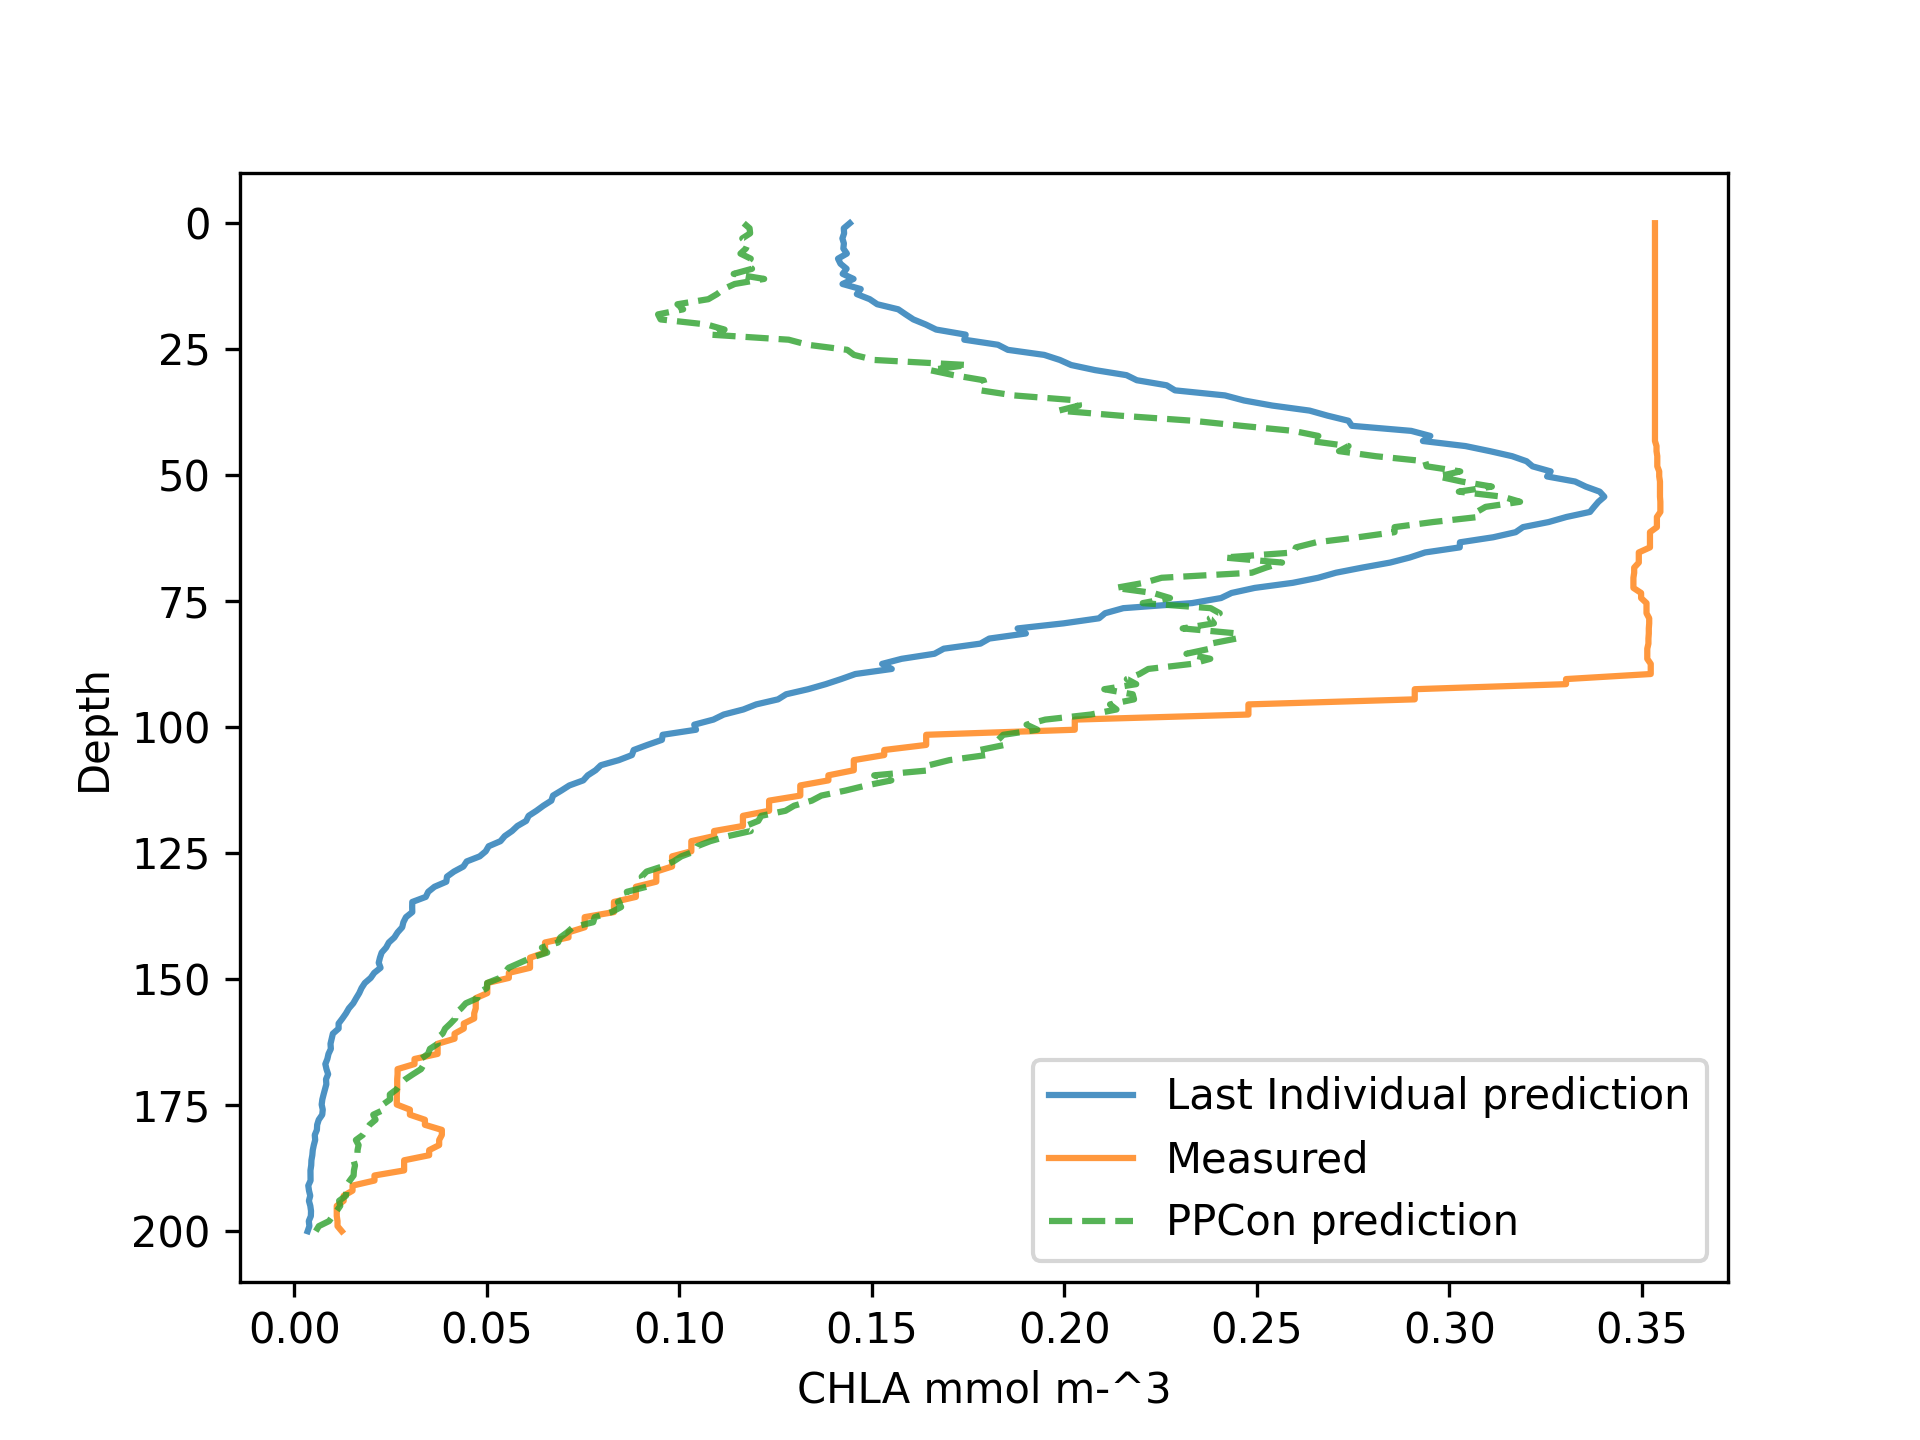 0
25
50
75
100
125
150
175
200
Depth
0.00 0.05 0.10 0.15 0.20 0.25 0.30 0.35
CHLA mmol m-^3
Last Individual prediction
Measured
PPCon prediction